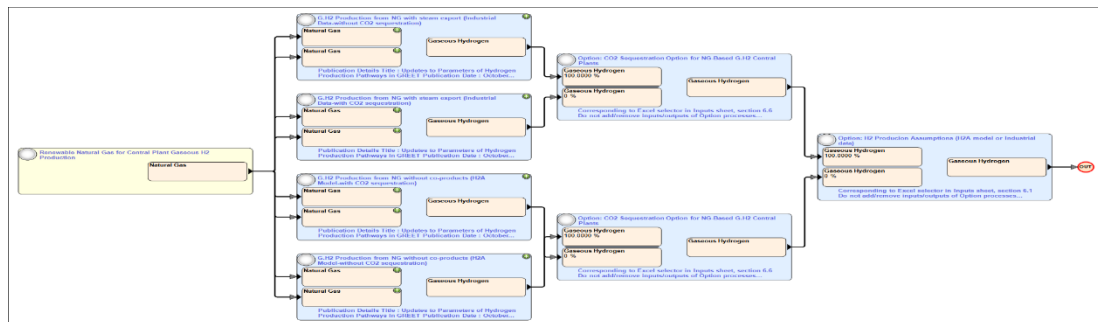 Renewable Natural Gas for Central Plant Gaseous H2
Production
Natural Gas
G.H2 Production from NG with steam export (Industrial
Data-without CO2 sequestration)
Natural Gas
Gaseous Hydrogen
Natural Gas
Publication Details Title : Updates to Parameters of Hydrogen
Production Pathways in GREET Publication Date : October...
G.H2 Production from NG with steam export (Industrial
Data-with CO2 sequestration)
Natural Gas
Gaseous Hydrogen
Natural Gas
Publication Details Title : Updates to Parameters of Hydrogen
Production Pathways in GREET Publication Date : October...
G.H2 Production from NG without co-products (H2A
Model-with CO2 sequestration)
Natural Gas
Gaseous Hydrogen
Natural Gas
Publication Details Title : Updates to Parameters of Hydrogen
Production Pathways in GREET Publication Date : October...
G.H2 Production from NG without co-products (H2A
Model-without CO2 sequestration)
Natural Gas
Gaseous Hydrogen
Natural Gas
Publication Details Title : Updates to Parameters of Hydrogen
Production Pathways in GREET Publication Date : October...
Option: CO2 Sequestration Option for NG Based G.H2 Central
Plants
Gaseous Hydrogen
100.0000 %
Gaseous Hydrogen
Gaseous Hydrogen
0 %
Corresponding to Excel selector in Inputs sheet, section 6.6
Do not add/remove inputs/outputs of Option processes...
Option: CO2 Sequestration Option for NG Based G.H2 Central
Plants
Gaseous Hydrogen
100.0000 %
Gaseous Hydrogen
Gaseous Hydrogen
0 %
Corresponding to Excel selector in Inputs sheet, section 6.6
Do not add/remove inputs/outputs of Option processes...
Option: H2 Production Assumptions (H2A model or Industrial
data)
Gaseous Hydrogen
100.0000 %
Gaseous Hydrogen
Gaseous Hydrogen
0 %
Corresponding to Excel selector in Inputs sheet, section 6.1
Do not add/remove inputs/outputs of Option processes...
OUT